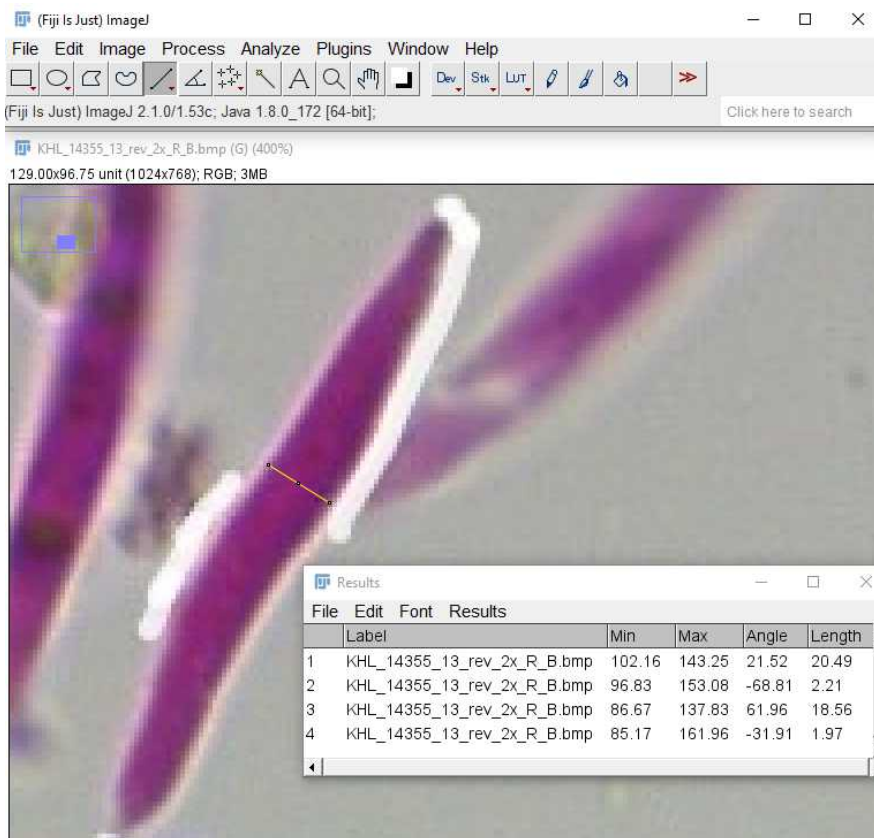 (Fiji Is Just) ImageJ
File Edit Image Process Analyze Plugins Window Help
Dev Stk LUT
(Fiji Is Just) ImageJ 2.1.0/1.53c; Java 1.8.0_172 [64-bit];
Click here to search
KHL_14355_13_rev_2x_R_B.bmp (G) (400%)
129.00x96.75 unit (1024x768); RGB; 3MB
Results
File Edit Font Results
Label Min Max Angle Length
1 KHL_14355_13_rev_2x_R_B.bmp 102.16 143.25 21.52 20.49
2 KHL_14355_13_rev_2x_R_B.bmp 96.83 153.08 -68.81 2.21
3 KHL_14355_13_rev_2x_R_B.bmp 86.67 137.83 61.96 18.56
4 KHL_14355_13_rev_2x_R_B.bmp 85.17 161.96 -31.91 1.97